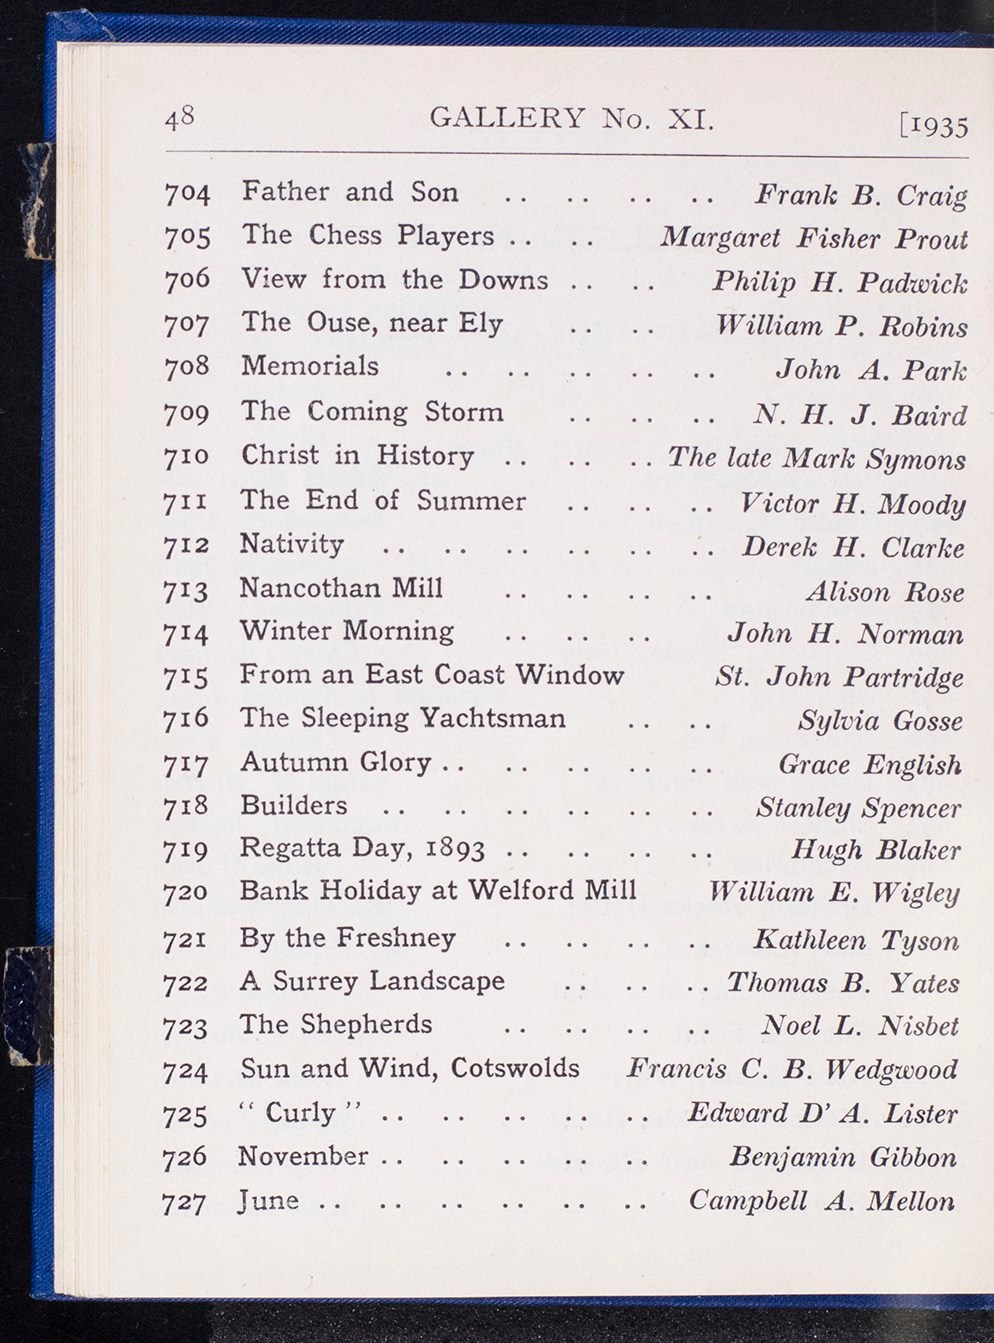 48 GALLERY No. XI. [1935
704 Father and Son .. .. .. .. Frank B. Craig
705 The Chess Players .. .. Margaret Fisher Prout
706 View from the Downs .. .. Philip H. Padwick
707 The Ouse, near Ely .. .. William P. Robins
708 Memorials .. .. .. .. .. John A. Park
709 The Coming Storm .. .. .. N. H. J. Baird
710 Christ in History .. .. .. The late Mark Symons
711 The End of Summer .. .. .. Victor H. Moody
712 Nativity .. .. .. .. .. .. Derek H. Clarke
713 Nancothan Mill .. .. .. .. Alison Rose
714 Winter Morning .. .. .. John H. Norman
715 From an East Coast Window St. John Partridge
716 The Sleeping Yachtsman .. .. Sylvia Gosse
717 Autumn Glory .. .. .. .. .. Grace English
718 Builders .. .. .. .. .. .. Stanley Spencer
719 Regatta Day, 1893 .. .. .. .. Hugh Blaker
720 Bank Holiday at Welford Mill William E. Wigley
721 By the Freshney .. .. .. .. Kathleen Tyson
722 A Surrey Landscape .. .. .. Thomas B. Yates
723 The Shepherds .. .. .. .. Noel L. Nisbet
724 Sun and Wind, Cotswolds Francis C. B. Wedgwood
725 “ Curly ” .. .. .. .. .. Edward D’ A. Lister
726 November .. .. .. .. .. Benjamin Gibbon
727 June .. .. .. .. .. .. Campbell A. Mellon